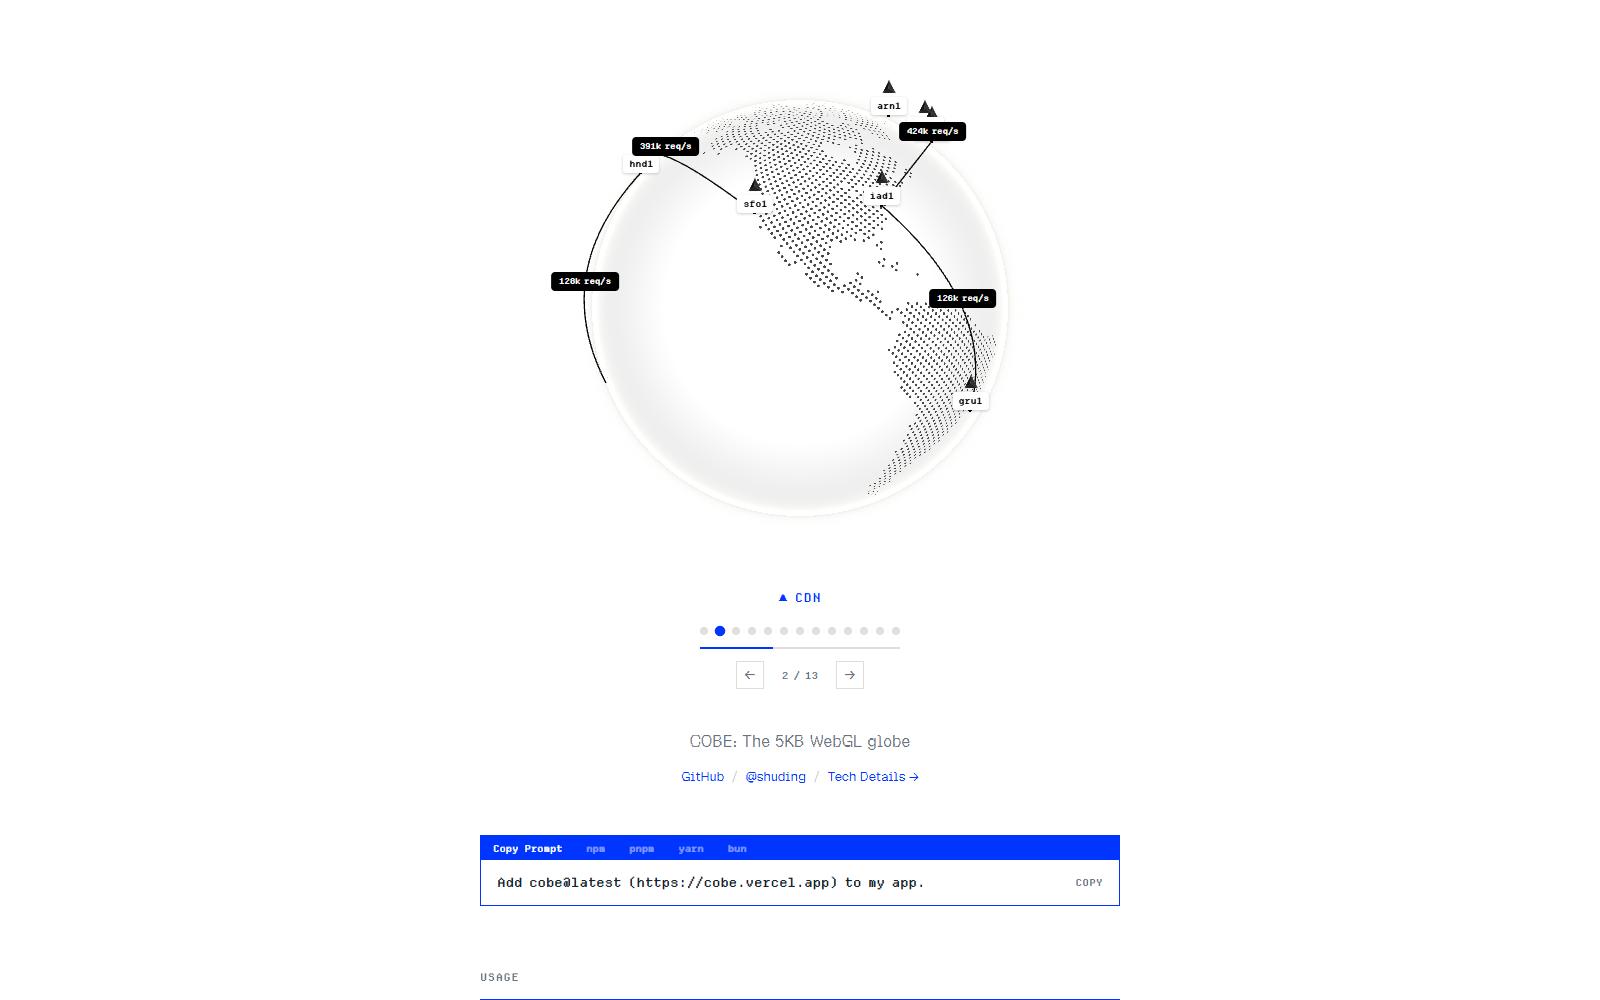 arn1
424k req/s
391k req/s
hnd1
iad1
sfo1
128k req/s
126k req/s
gru1
▲ CDN
← 2 / 13 →
COBE: The 5KB WebGL globe
GitHub / @shuding / Tech Details →
Copy Prompt npm pnpm yarn bun
Add cobe@latest (https://cobe.vercel.app) to my app. COPY
USAGE